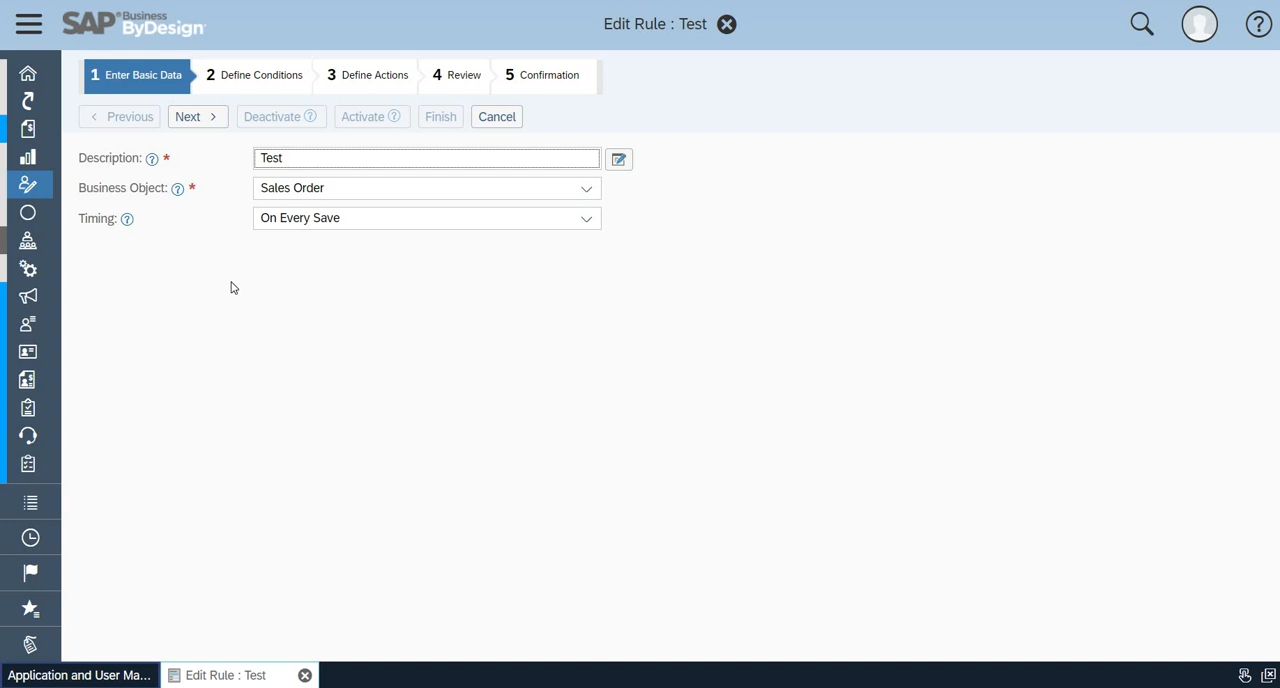 SAP® Business ByDesign
Edit Rule : Test
?
1 Enter Basic Data 2 Define Conditions 3 Define Actions 4 Review 5 Confirmation
< Previous Next > Deactivate ? Activate ? Finish Cancel
Description: ? * Test
Business Object: ? * Sales Order
Timing: ? On Every Save
Application and User Ma... Edit Rule : Test